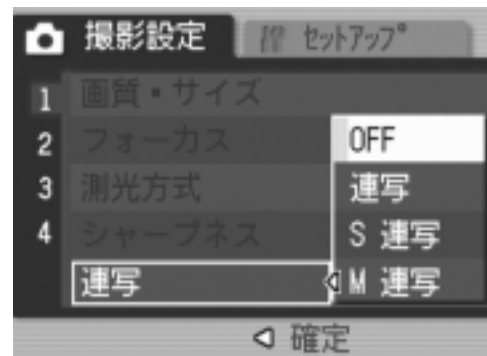 撮影設定 セットアップ
1 画質・サイズ
2 フォーカス OFF
3 測光方式 連写
4 シャープネス S 連写
連写 M 連写
確定